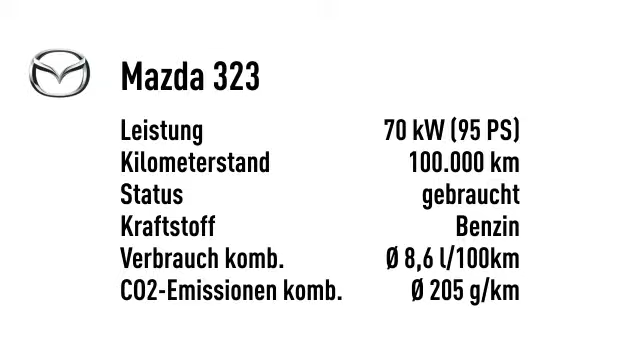 Mazda 323
Leistung 70 kW (95 PS)
Kilometerstand 100.000 km
Status gebraucht
Kraftstoff Benzin
Verbrauch komb. Ø 8,6 l/100km
CO2-Emissionen komb. Ø 205 g/km